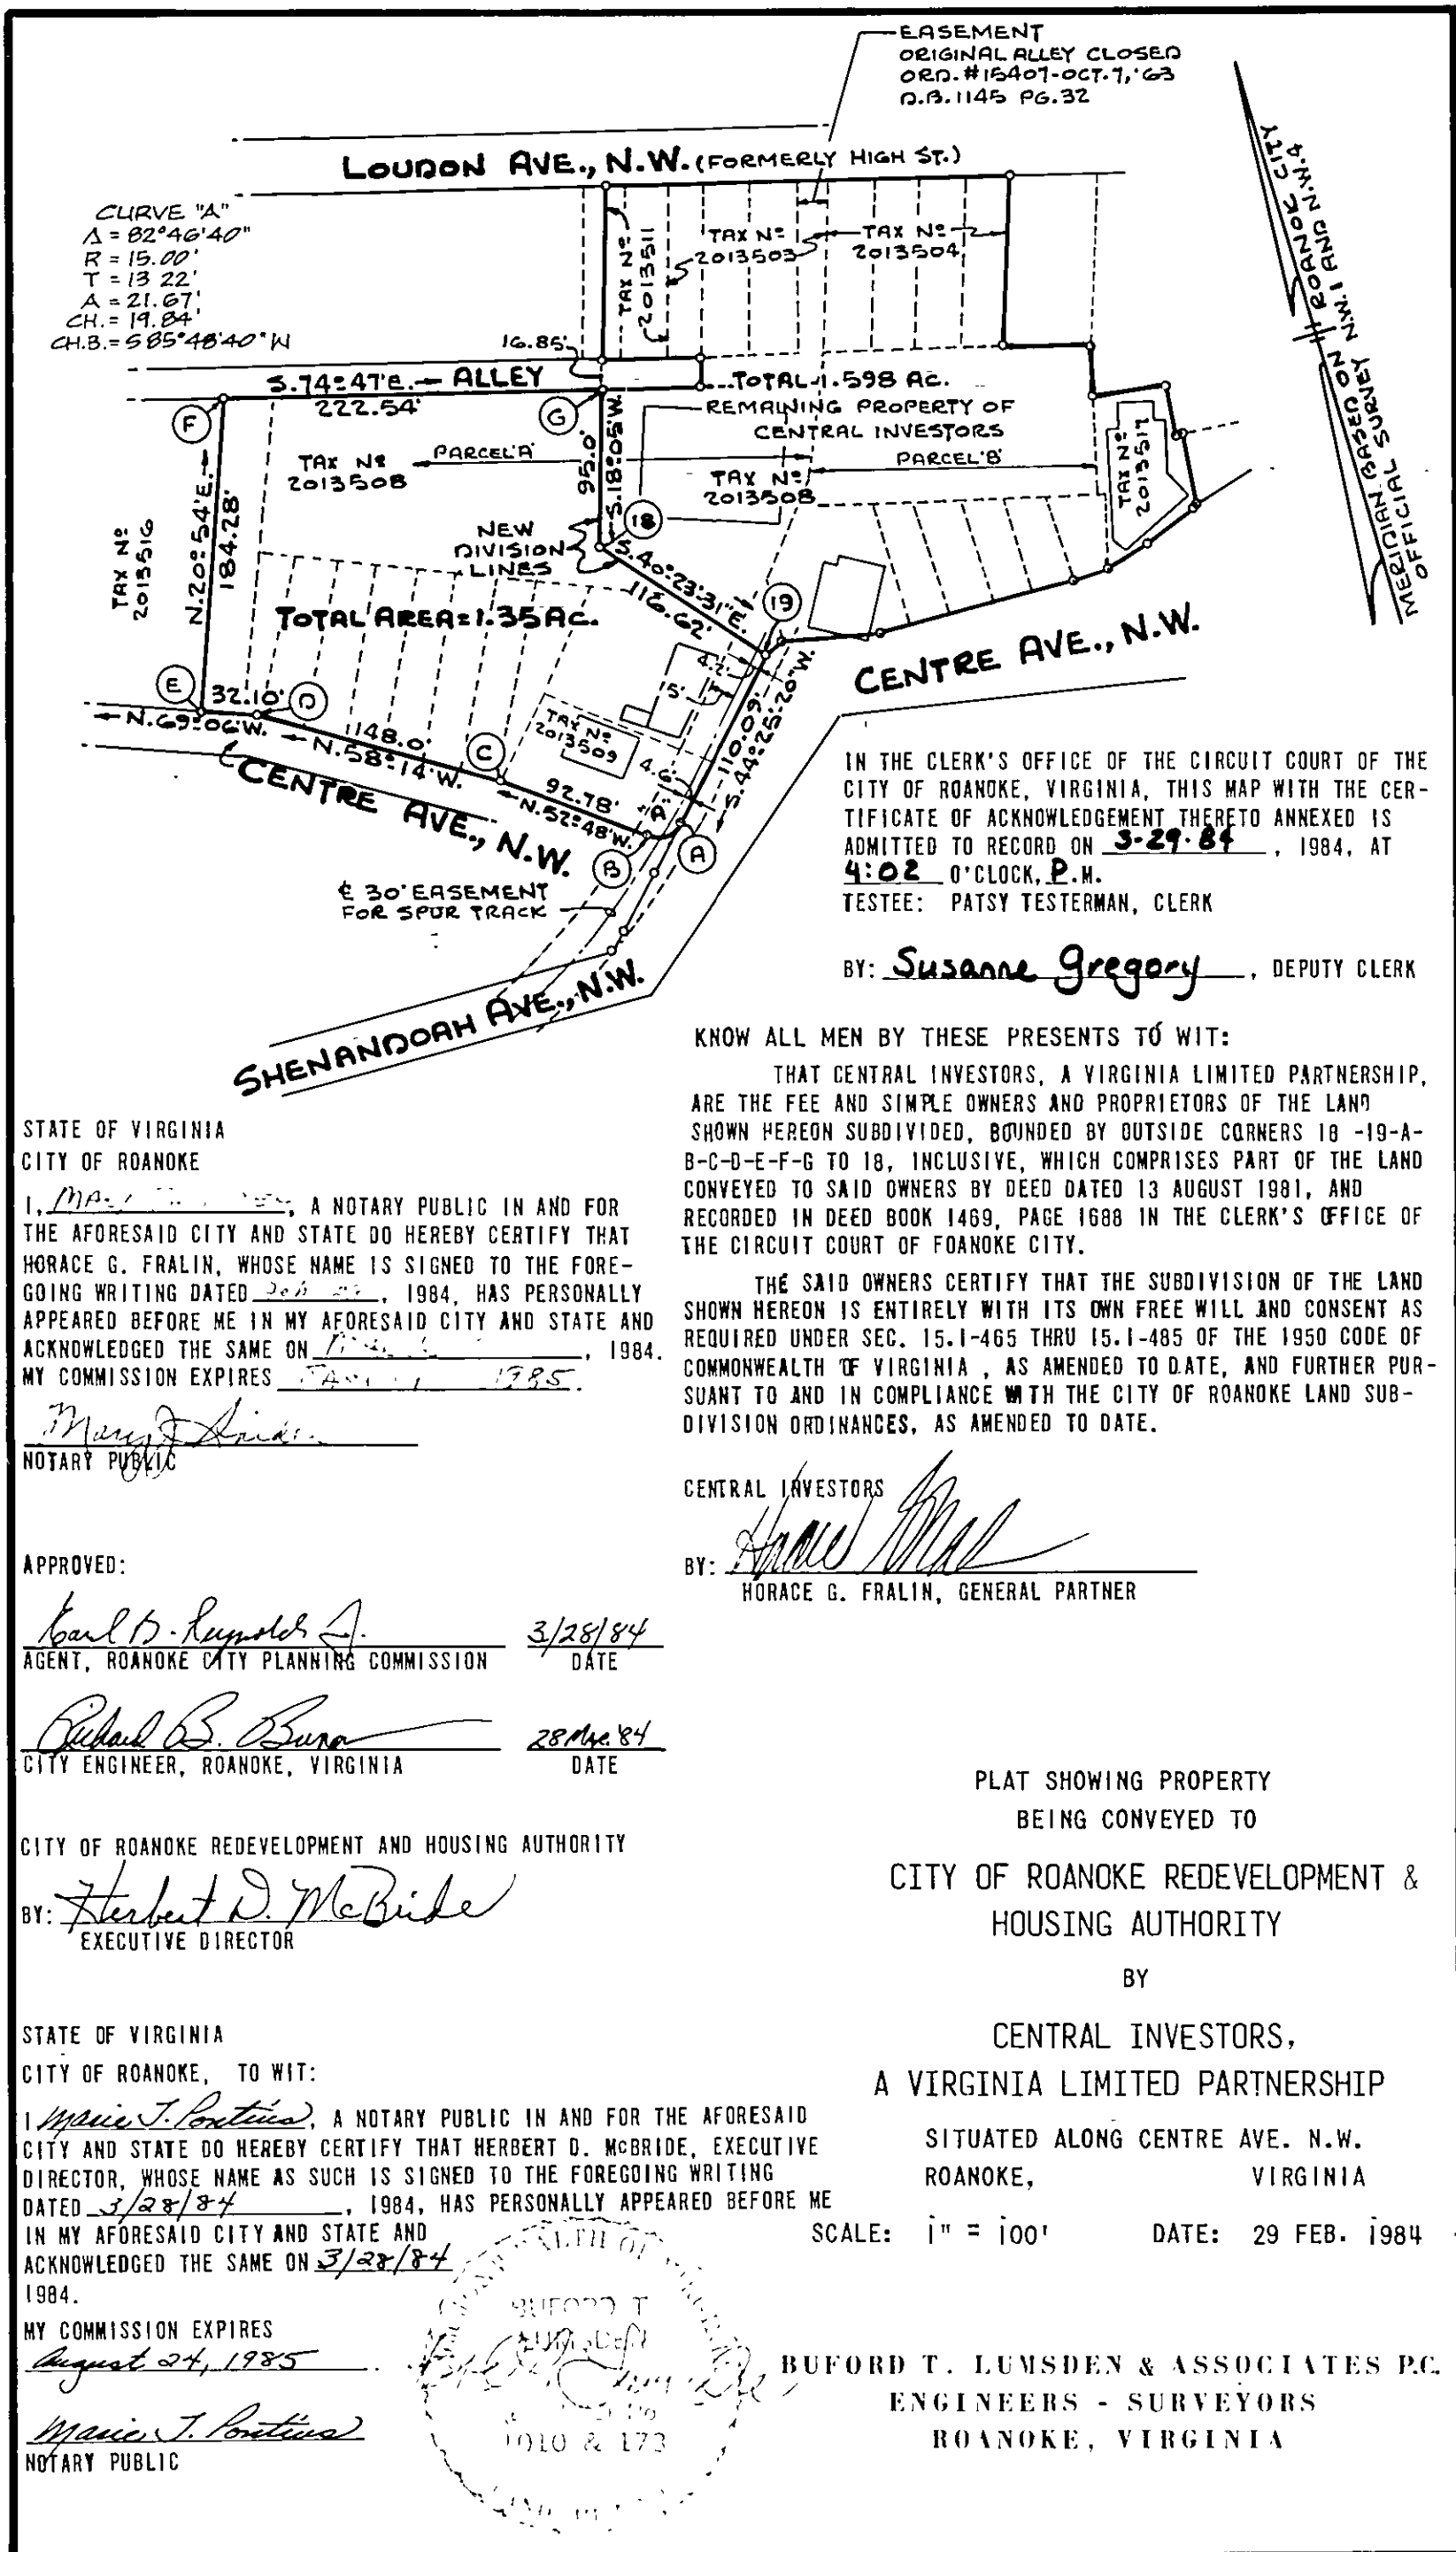 EASEMENT
ORIGINAL ALLEY CLOSED
ORD.#15407-OCT.7,'63
D.B.1145 PG.32
LOUDON AVE., N.W. (FORMERLY HIGH ST.)
CURVE "A"
Δ = 82°46'40"
R = 15.00'
T = 13 22'
A = 21.67'
CH. = 19.84'
CH.B. = S85°48'40"W
TAX Nº
2013511
TAX Nº
2013503
TAX Nº
2013504
MERIDIAN BASED ON ROANOKE CITY
OFFICIAL SURVEY N.W.1 AND N.W.4
16.85'
S.74°47'E. — ALLEY
222.54'
TOTAL-1.598 AC.
REMAINING PROPERTY OF
CENTRAL INVESTORS
F
G
PARCEL'A'
PARCEL'B'
TAX Nº
2013508
TAX Nº
2013508
TAX Nº
2013517
95.0'
S.18°05'W.
TAX Nº
2013516
N.20°54'E.
184.28'
NEW
DIVISION
LINES
18
S.40°23'31"E.
116.62'
19
TOTAL AREA=1.35 AC.
CENTRE AVE., N.W.
E
32.10'
D
N.69°06'W.
148.0'
N.58°14'W.
C
TAX Nº
2013509
4.2'
5'
4.6'
110.09'
S.44°25'20"W.
92.78'
N.52°48'W.
"A"
B
A
CENTRE AVE., N.W.
℄ 30' EASEMENT
FOR SPUR TRACK
SHENANDOAH AVE., N.W.
IN THE CLERK'S OFFICE OF THE CIRCUIT COURT OF THE
CITY OF ROANOKE, VIRGINIA, THIS MAP WITH THE CER-
TIFICATE OF ACKNOWLEDGEMENT THERETO ANNEXED IS
ADMITTED TO RECORD ON 3-29-84, 1984, AT
4:02 O'CLOCK, P.M.
TESTEE: PATSY TESTERMAN, CLERK
BY: Susanne Gregory, DEPUTY CLERK
KNOW ALL MEN BY THESE PRESENTS TO WIT:
THAT CENTRAL INVESTORS, A VIRGINIA LIMITED PARTNERSHIP,
ARE THE FEE AND SIMPLE OWNERS AND PROPRIETORS OF THE LAND
SHOWN HEREON SUBDIVIDED, BOUNDED BY OUTSIDE CORNERS 18 -19-A-
B-C-D-E-F-G TO 18, INCLUSIVE, WHICH COMPRISES PART OF THE LAND
CONVEYED TO SAID OWNERS BY DEED DATED 13 AUGUST 1981, AND
RECORDED IN DEED BOOK 1469, PAGE 1688 IN THE CLERK'S OFFICE OF
THE CIRCUIT COURT OF FOANOKE CITY.
THE SAID OWNERS CERTIFY THAT THE SUBDIVISION OF THE LAND
SHOWN HEREON IS ENTIRELY WITH ITS OWN FREE WILL AND CONSENT AS
REQUIRED UNDER SEC. 15.1-465 THRU 15.1-485 OF THE 1950 CODE OF
COMMONWEALTH OF VIRGINIA , AS AMENDED TO DATE, AND FURTHER PUR-
SUANT TO AND IN COMPLIANCE WITH THE CITY OF ROANOKE LAND SUB-
DIVISION ORDINANCES, AS AMENDED TO DATE.
CENTRAL INVESTORS
BY:
HORACE G. FRALIN, GENERAL PARTNER
STATE OF VIRGINIA
CITY OF ROANOKE
I, , A NOTARY PUBLIC IN AND FOR
THE AFORESAID CITY AND STATE DO HEREBY CERTIFY THAT
HORACE G. FRALIN, WHOSE NAME IS SIGNED TO THE FORE-
GOING WRITING DATED , 1984, HAS PERSONALLY
APPEARED BEFORE ME IN MY AFORESAID CITY AND STATE AND
ACKNOWLEDGED THE SAME ON , 1984.
MY COMMISSION EXPIRES 1985.
NOTARY PUBLIC
APPROVED:
Earl B. Reynolds Jr. 3/28/84
AGENT, ROANOKE CITY PLANNING COMMISSION DATE
Richard B. 28 Mar. '84
CITY ENGINEER, ROANOKE, VIRGINIA DATE
CITY OF ROANOKE REDEVELOPMENT AND HOUSING AUTHORITY
BY: Herbert D. McBride
EXECUTIVE DIRECTOR
STATE OF VIRGINIA
CITY OF ROANOKE, TO WIT:
I Marie T. Pontius, A NOTARY PUBLIC IN AND FOR THE AFORESAID
CITY AND STATE DO HEREBY CERTIFY THAT HERBERT D. McBRIDE, EXECUTIVE
DIRECTOR, WHOSE NAME AS SUCH IS SIGNED TO THE FOREGOING WRITING
DATED 3/28/84, 1984, HAS PERSONALLY APPEARED BEFORE ME
IN MY AFORESAID CITY AND STATE AND
ACKNOWLEDGED THE SAME ON 3/28/84
1984.
MY COMMISSION EXPIRES
August 24, 1985.
Marie T. Pontius
NOTARY PUBLIC
BUFORD T
LUMSDEN
1010 & 173
PLAT SHOWING PROPERTY
BEING CONVEYED TO
CITY OF ROANOKE REDEVELOPMENT &
HOUSING AUTHORITY
BY
CENTRAL INVESTORS,
A VIRGINIA LIMITED PARTNERSHIP
SITUATED ALONG CENTRE AVE. N.W.
ROANOKE, VIRGINIA
SCALE: 1" = 100' DATE: 29 FEB. 1984
BUFORD T. LUMSDEN & ASSOCIATES P.C.
ENGINEERS - SURVEYORS
ROANOKE, VIRGINIA